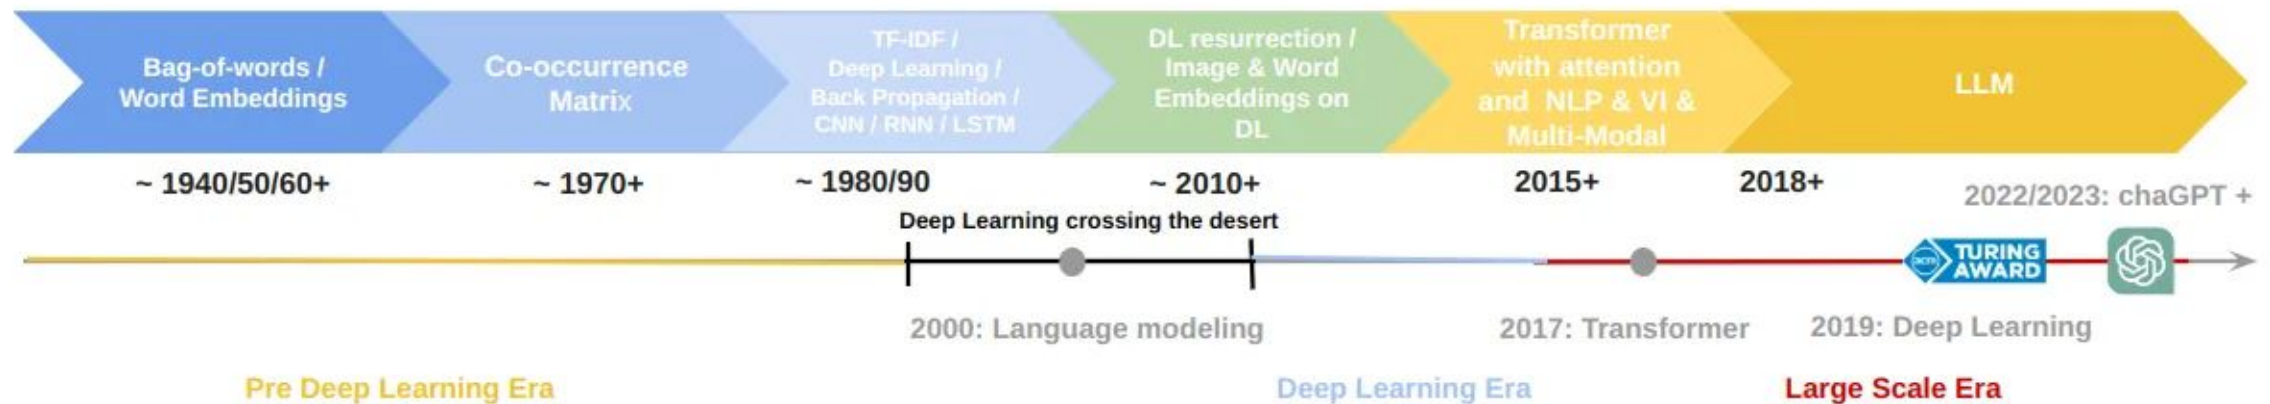 Bag-of-words /
Word Embeddings
Co-occurrence
Matrix
TF-IDF /
Deep Learning /
Back Propagation /
CNN / RNN / LSTM
DL resurrection /
Image & Word
Embeddings on
DL
Transformer
with attention
and NLP & VI &
Multi-Modal
LLM
~ 1940/50/60+
~ 1970+
~ 1980/90
~ 2010+
2015+
2018+
2022/2023: chaGPT +
Deep Learning crossing the desert
acm
TURING
AWARD
2000: Language modeling
2017: Transformer
2019: Deep Learning
Pre Deep Learning Era
Deep Learning Era
Large Scale Era